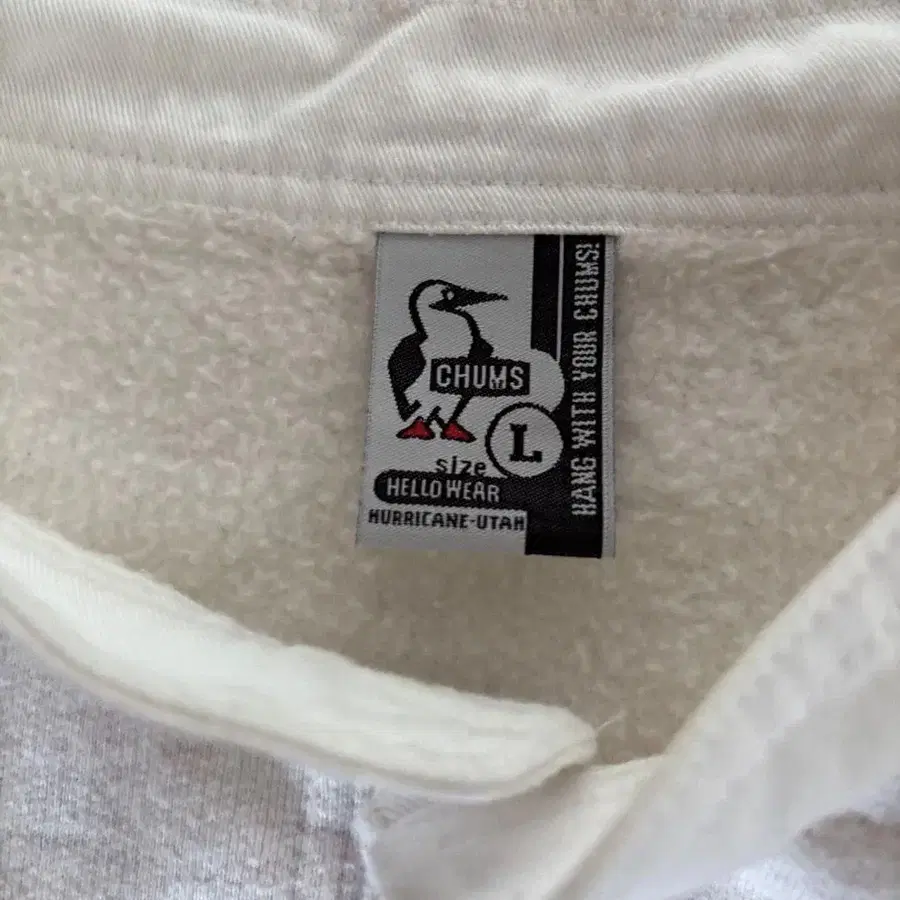 CHUMS
L
size
HELLO WEAR
HURRICANE-UTAH
HANG WITH YOUR CHUMS!